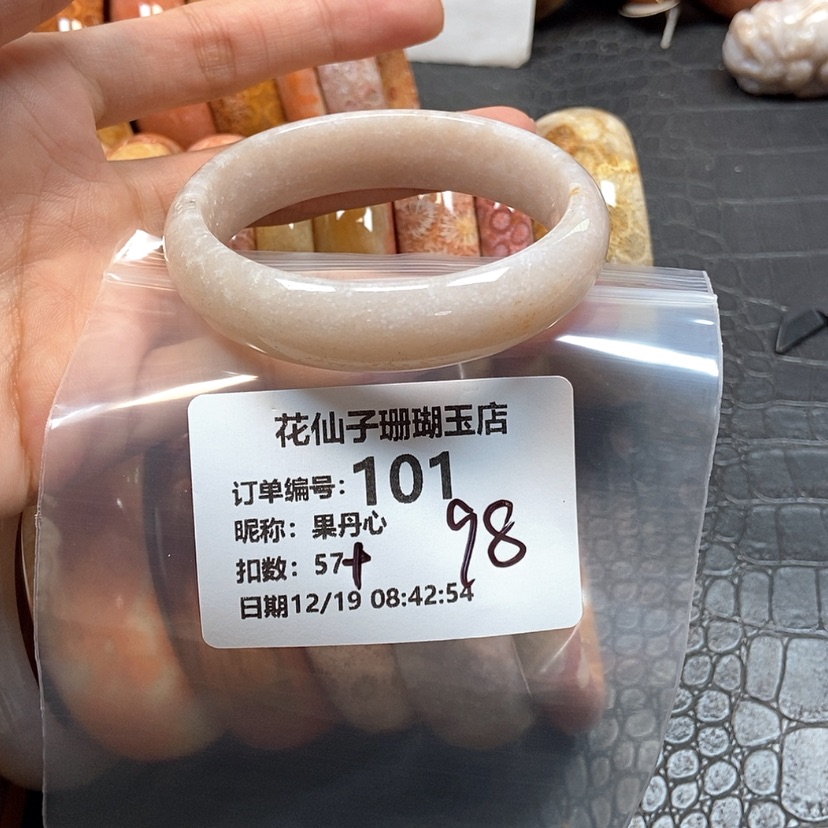 花仙子珊瑚玉店
订单编号：101
昵称：果丹心
98
扣数：57+
日期12/19 08:42:54